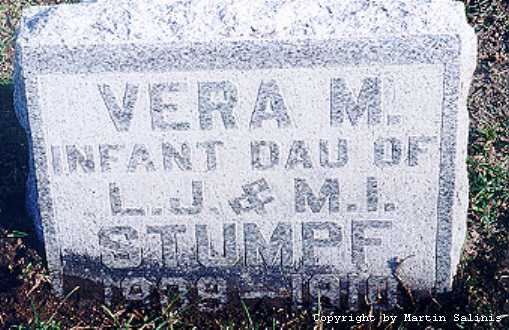 VERA M.
INFANT DAU OF
L.J. & M.I.
STUMPF
Copyright by Martin Salinis